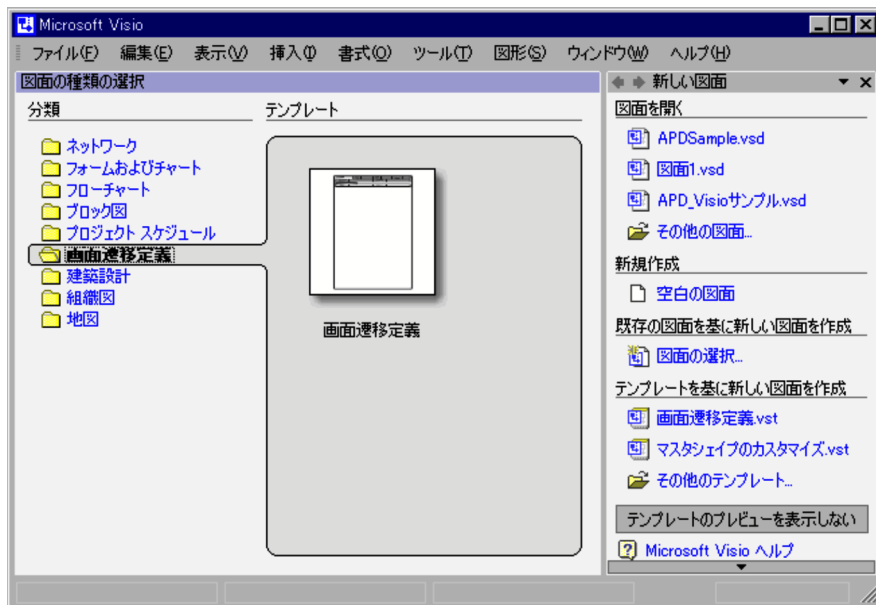 Microsoft Visio
ファイル(F) 編集(E) 表示(V) 挿入(I) 書式(O) ツール(T) 図形(S) ウィンドウ(W) ヘルプ(H)
図面の種類の選択
分類
ネットワーク
フォームおよびチャート
フローチャート
ブロック図
プロジェクト スケジュール
画面遷移定義
建築設計
組織図
地図
テンプレート
画面遷移定義
新しい図面
図面を開く
APDSample.vsd
図面1.vsd
APD_Visioサンプル.vsd
その他の図面...
新規作成
空白の図面
既存の図面を基に新しい図面を作成
図面の選択...
テンプレートを基に新しい図面を作成
画面遷移定義.vst
マスタシェイプのカスタマイズ.vst
その他のテンプレート...
テンプレートのプレビューを表示しない
Microsoft Visio ヘルプ